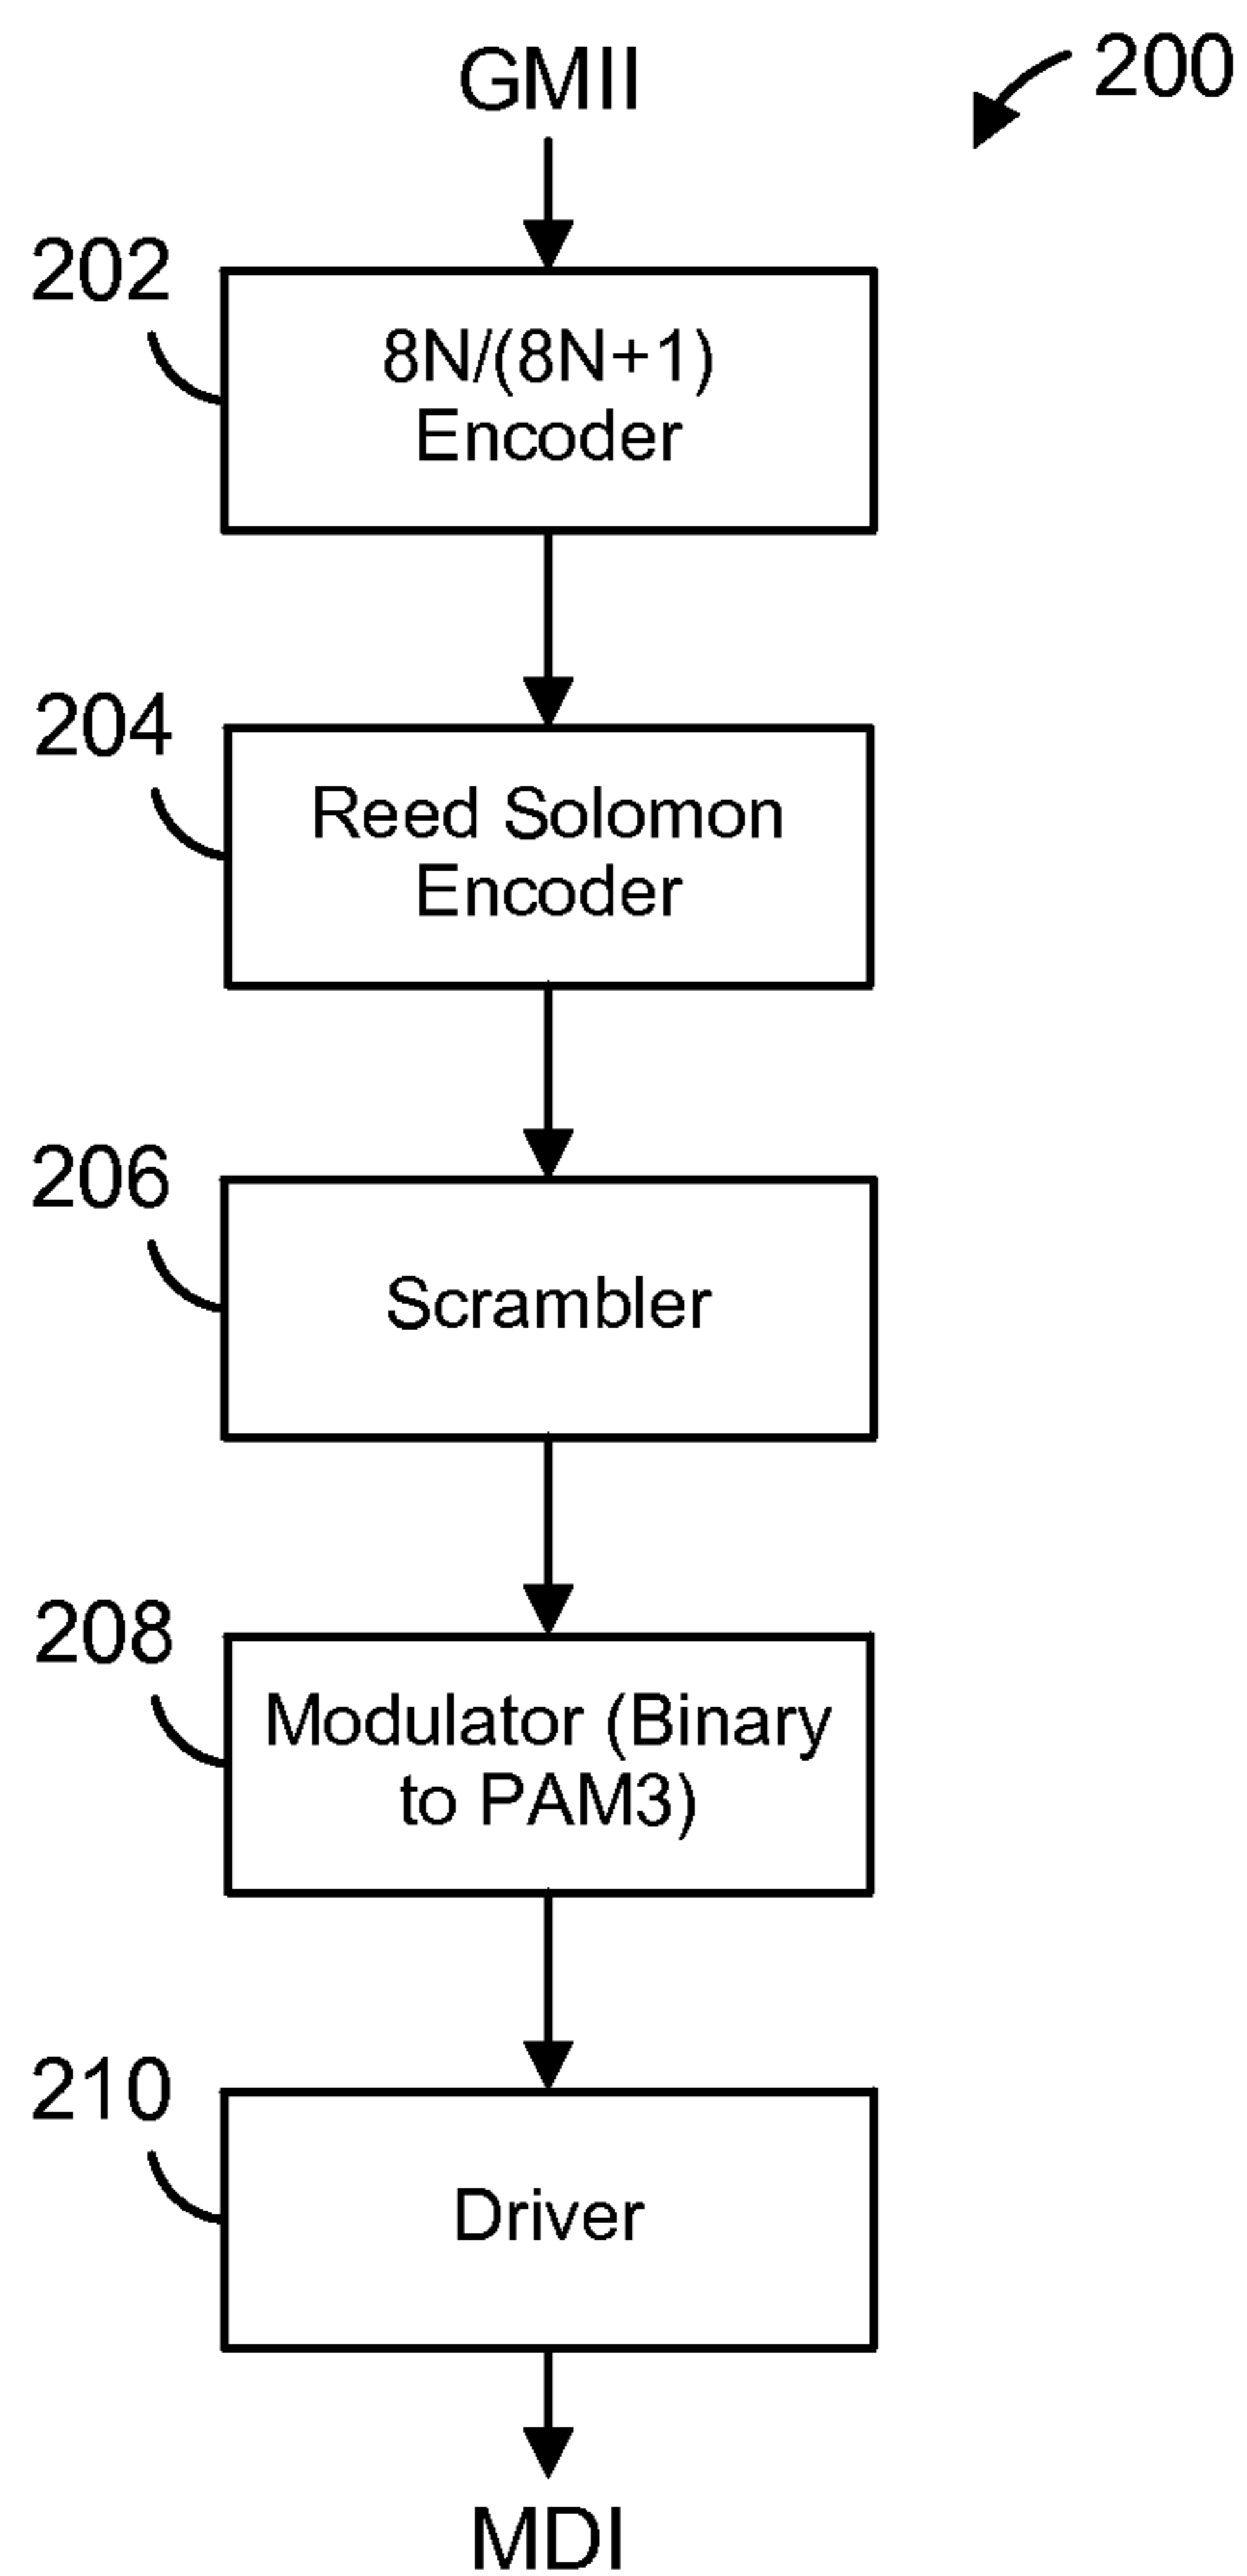 GMII
200
202
8N/(8N+1)
Encoder
204
Reed Solomon
Encoder
206
Scrambler
208
Modulator (Binary
to PAM3)
210
Driver
MDI